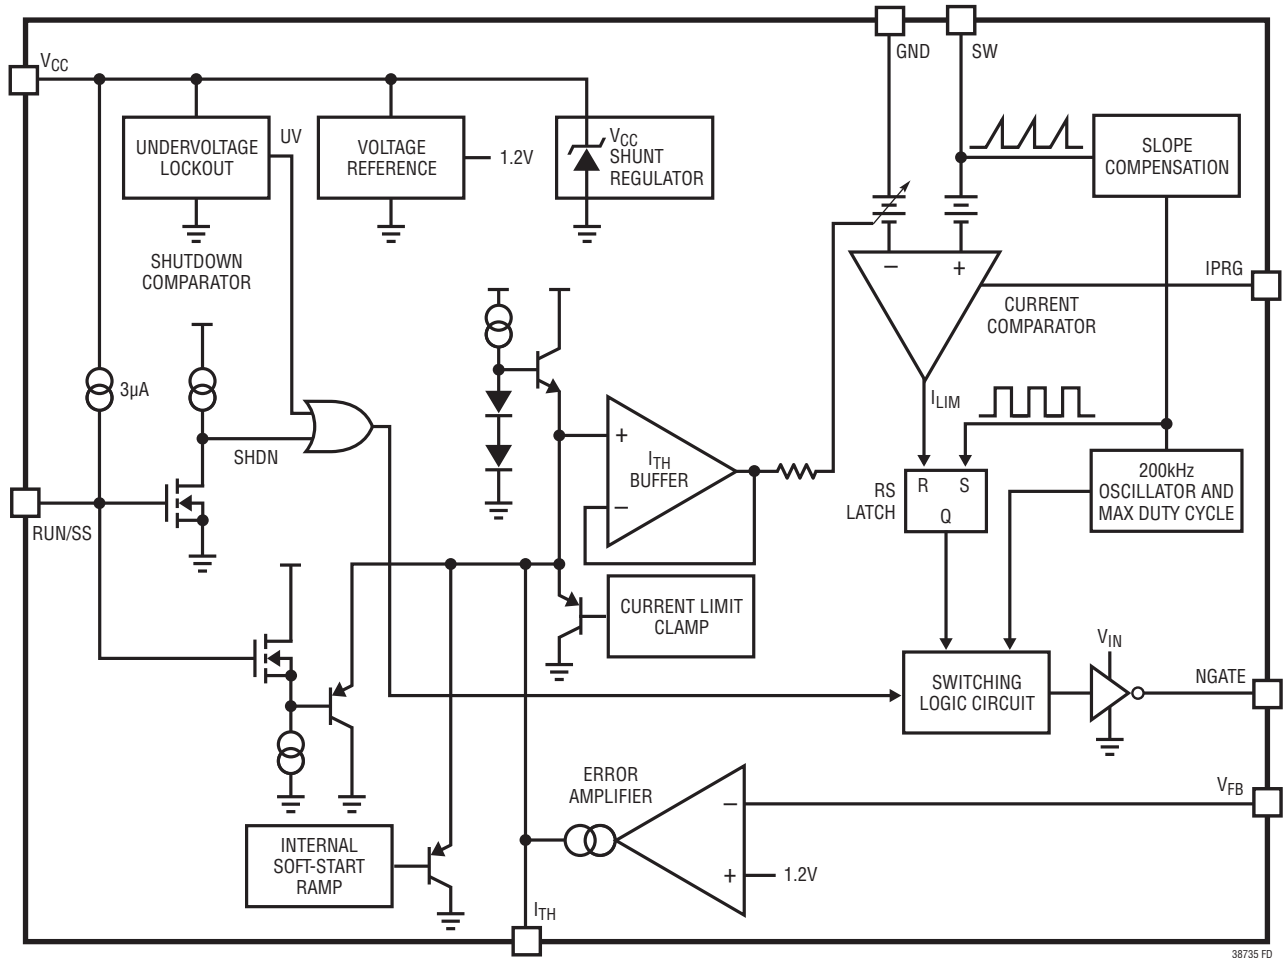 GND
SW
VCC
UNDERVOLTAGE
LOCKOUT
UV
VOLTAGE
REFERENCE
1.2V
VCC
SHUNT
REGULATOR
SLOPE
COMPENSATION
SHUTDOWN
COMPARATOR
–
+
IPRG
CURRENT
COMPARATOR
3µA
ILIM
SHDN
+
ITH
BUFFER
–
RS
LATCH
R
S
Q
200kHz
OSCILLATOR AND
MAX DUTY CYCLE
RUN/SS
CURRENT LIMIT
CLAMP
VIN
SWITCHING
LOGIC CIRCUIT
NGATE
ERROR
AMPLIFIER
–
VFB
INTERNAL
SOFT-START
RAMP
+
1.2V
ITH
38735 FD